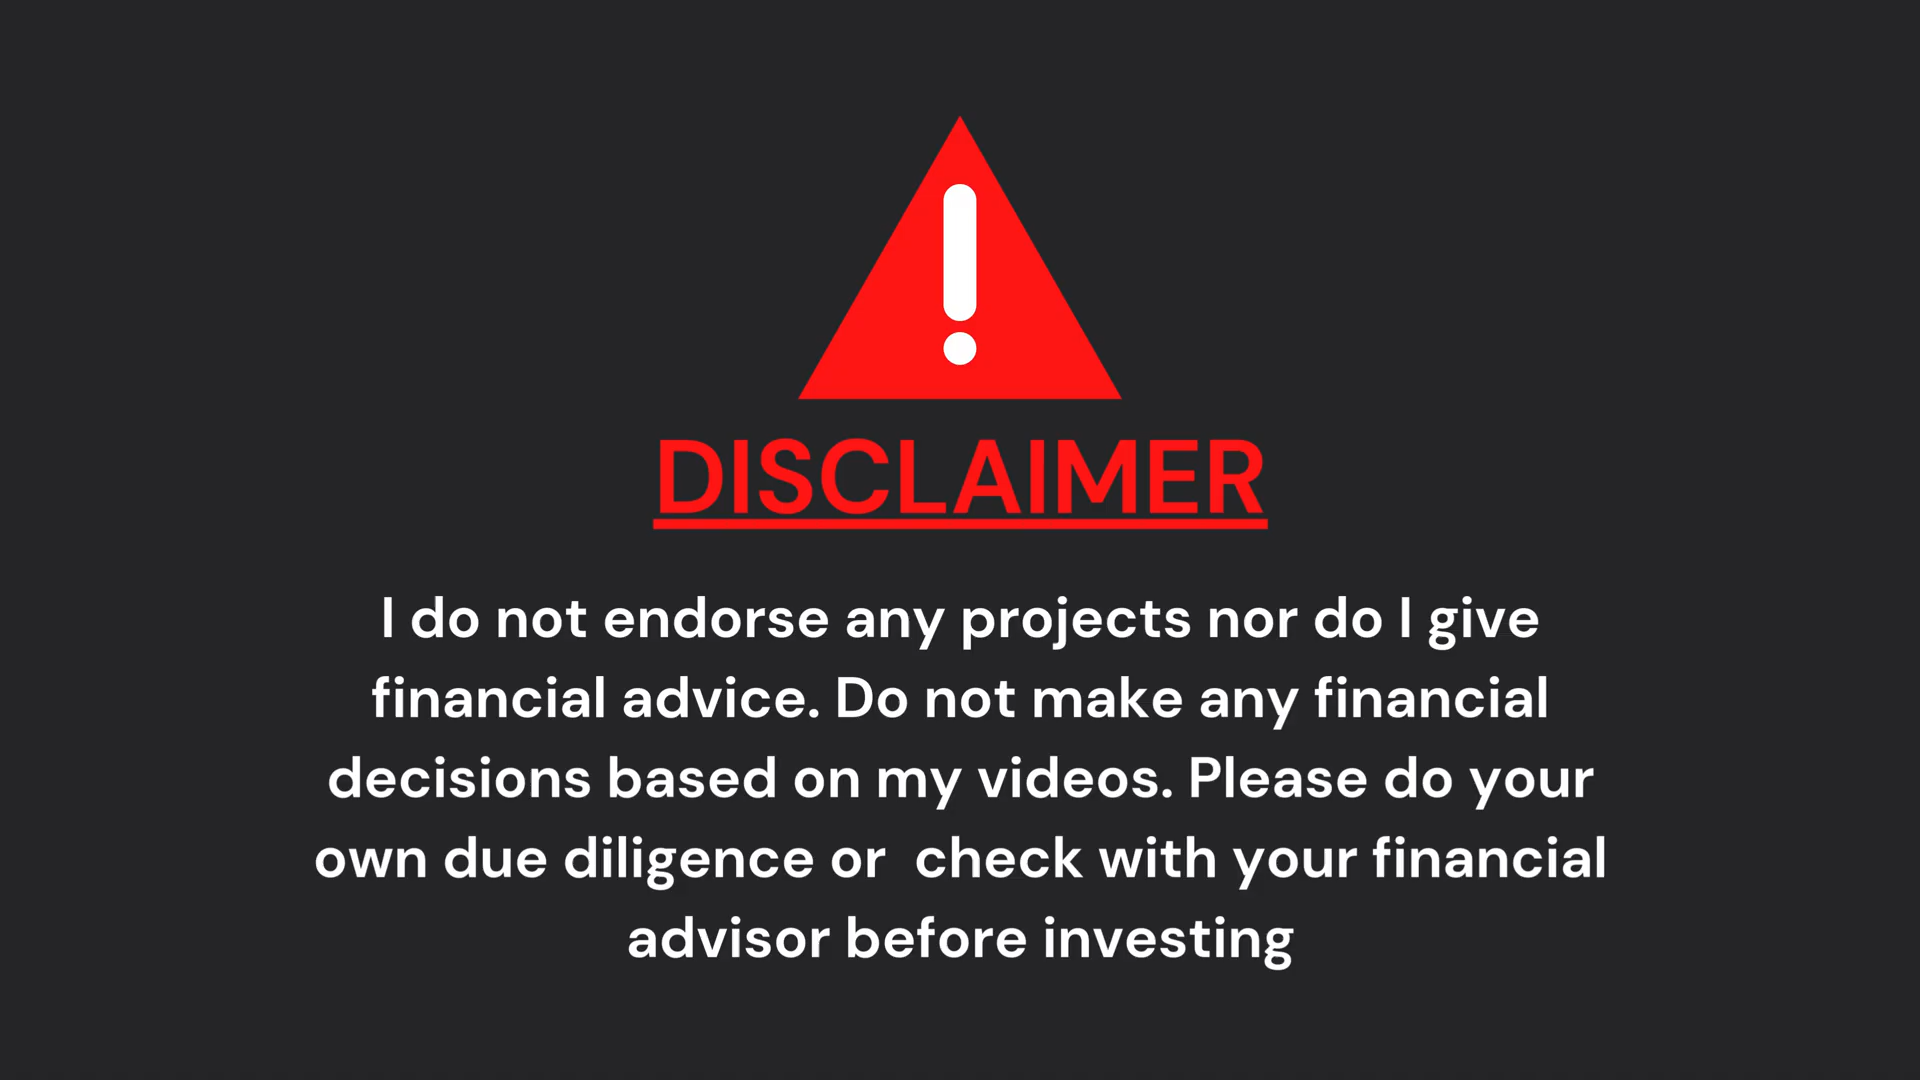 DISCLAIMER
I do not endorse any projects nor do I give
financial advice. Do not make any financial
decisions based on my videos. Please do your
own due diligence or  check with your financial
advisor before investing